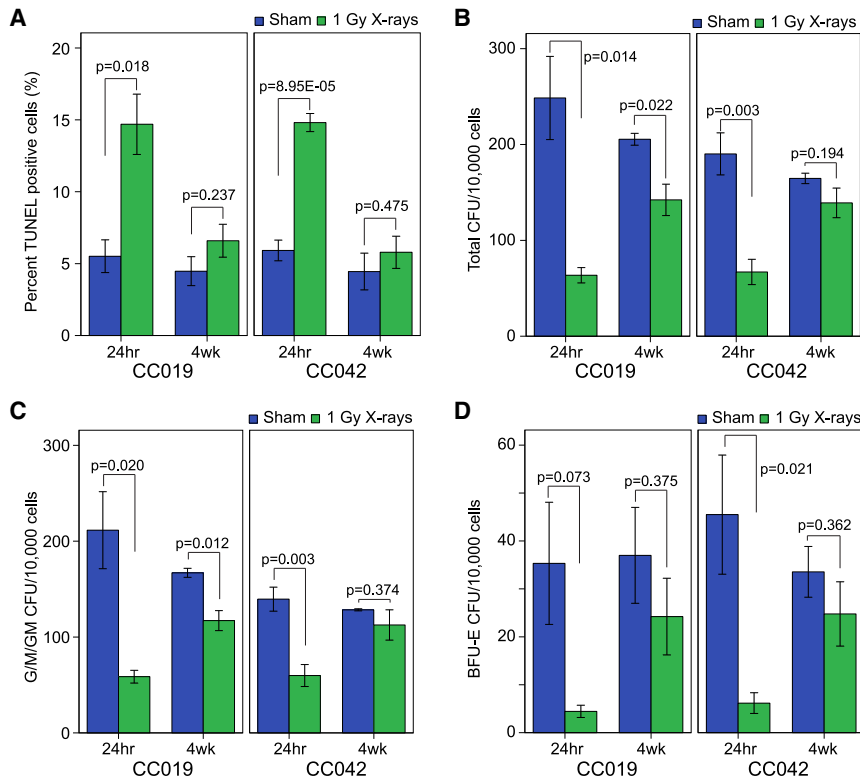 A
Sham 1 Gy X-rays
Percent TUNEL positive cells (%)
20
15
10
5
0
p=0.018
p=0.237
p=8.95E-05
p=0.475
24hr 4wk 24hr 4wk
CC019 CC042
B
Sham 1 Gy X-rays
Total CFU/10,000 cells
300
200
100
0
p=0.014
p=0.022
p=0.003
p=0.194
24hr 4wk 24hr 4wk
CC019 CC042
C
Sham 1 Gy X-rays
G/M/GM CFU/10,000 cells
300
200
100
0
p=0.020
p=0.012
p=0.003
p=0.374
24hr 4wk 24hr 4wk
CC019 CC042
D
Sham 1 Gy X-rays
BFU-E CFU/10,000 cells
60
40
20
0
p=0.073
p=0.375
p=0.021
p=0.362
24hr 4wk 24hr 4wk
CC019 CC042